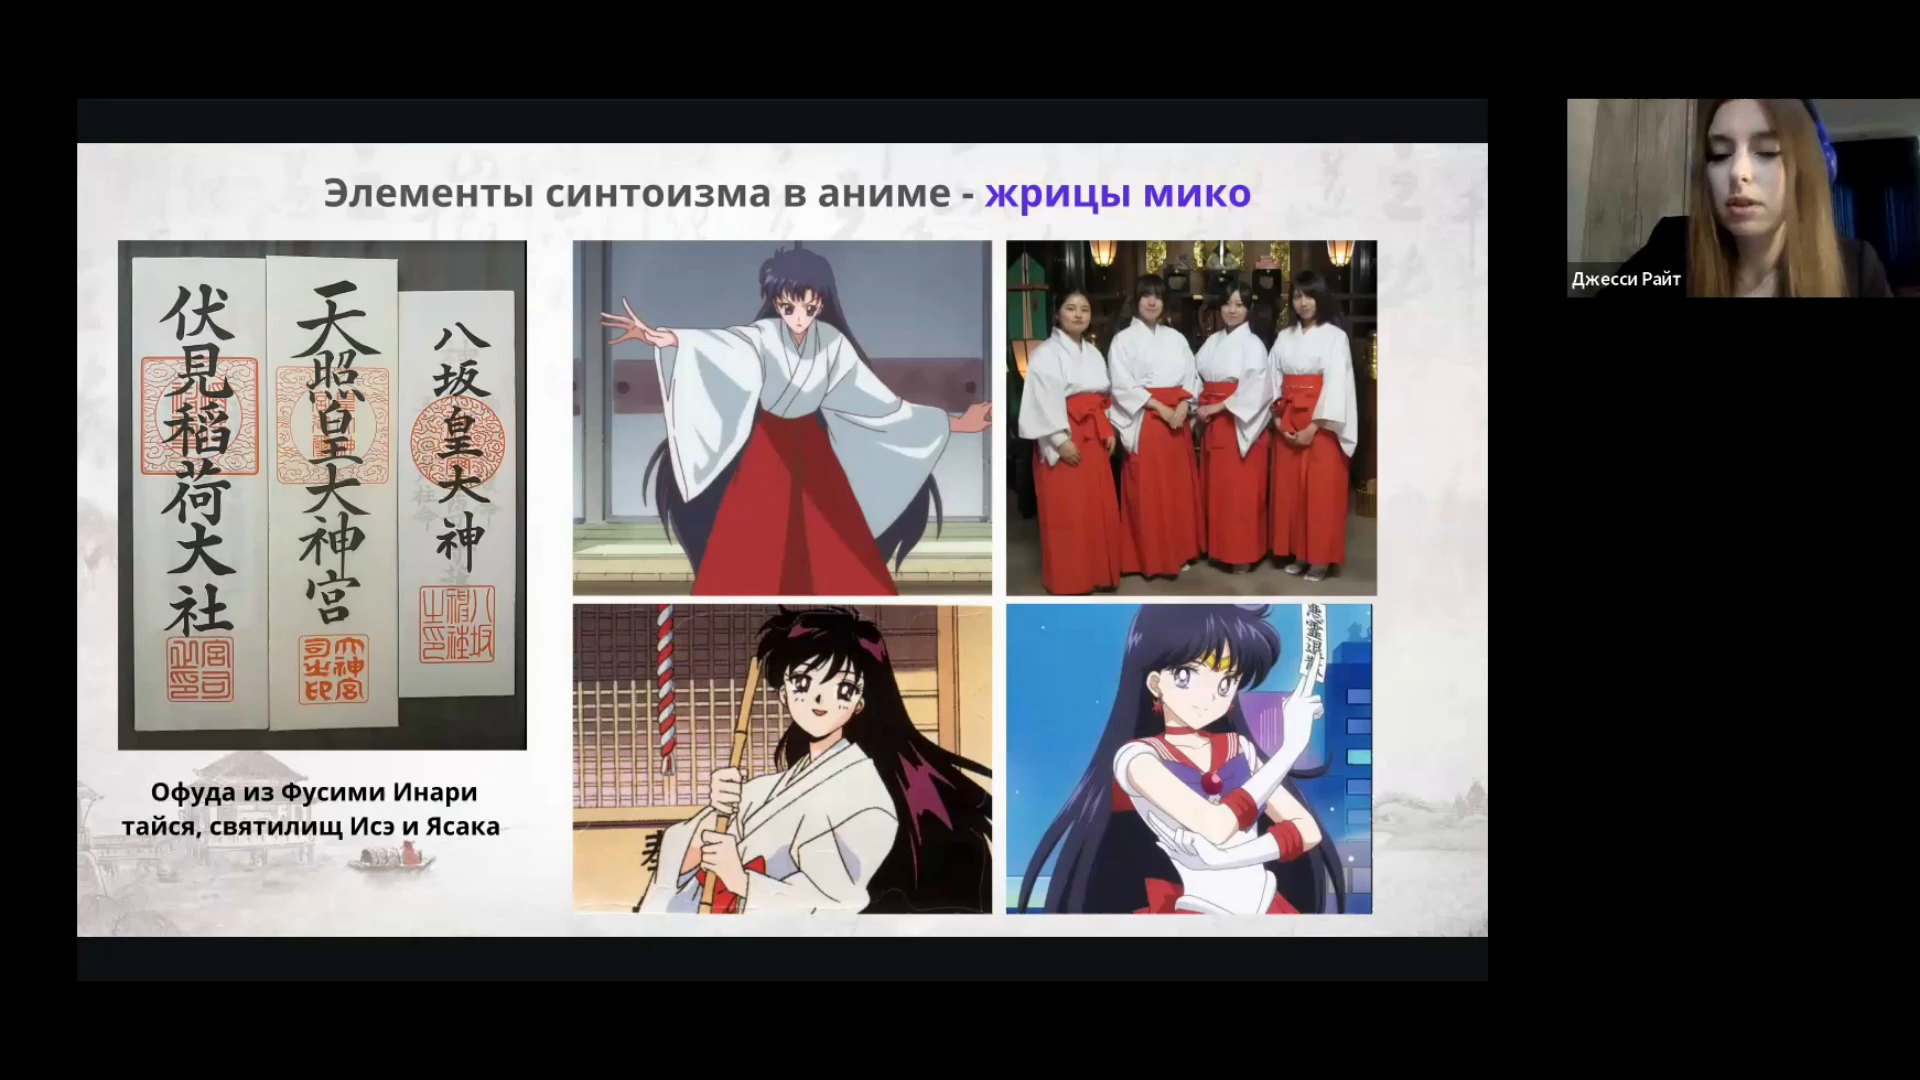 Элементы синтоизма в аниме - жрицы мико
伏見稲荷大社
天照皇大神宮
八坂皇大神
Офуда из Фусими Инари
тайся, святилищ Исэ и Ясака
Джесси Райт